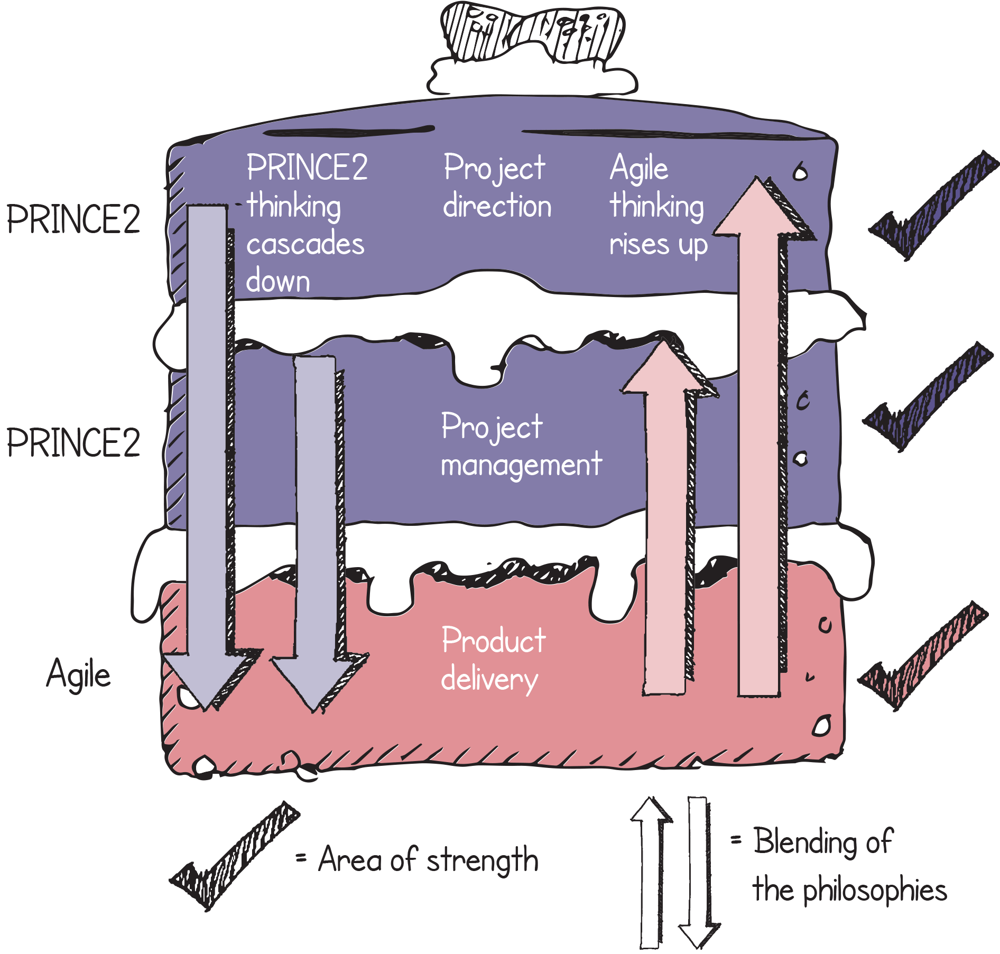 PRINCE2
thinking
cascades
down
Project
direction
Agile
thinking
rises up
PRINCE2
PRINCE2
Project
management
Agile
Product
delivery
= Area of strength
= Blending of
the philosophies